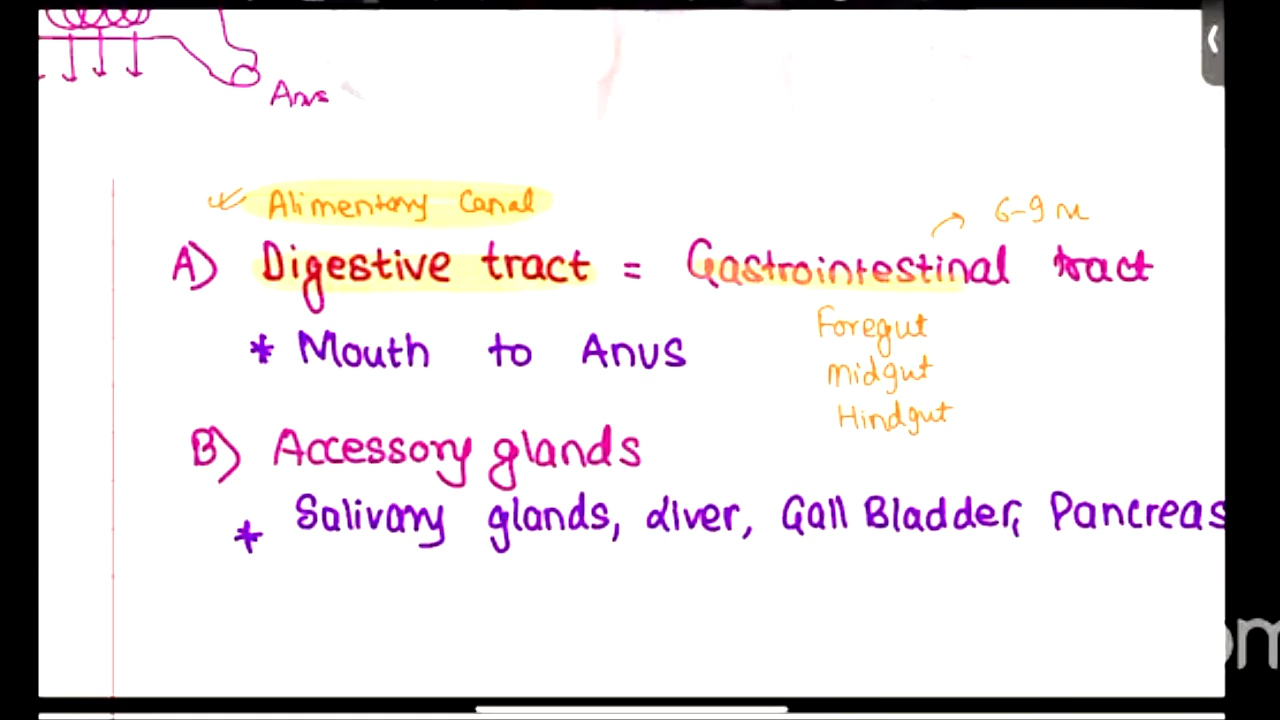 Anus
Alimentary Canal
6-9 m
A) Digestive tract = Gastrointestinal tract
Foregut
* Mouth to Anus
Midgut
Hindgut
B) Accessory glands
* Salivary glands, Liver, Gall Bladder, Pancreas
om